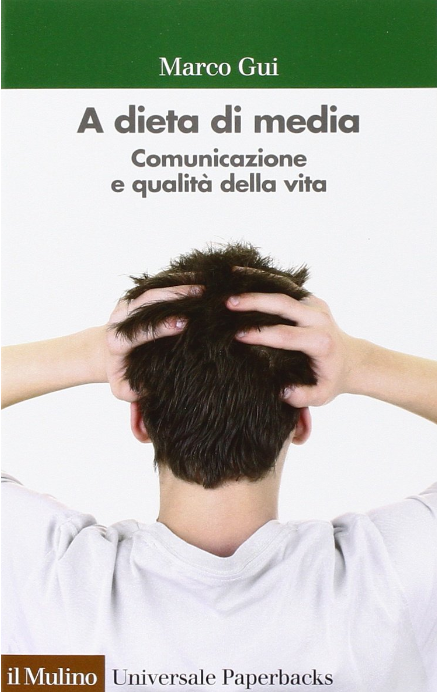 Marco Gui
A dieta di media
Comunicazione
e qualità della vita
il Mulino
Universale Paperbacks